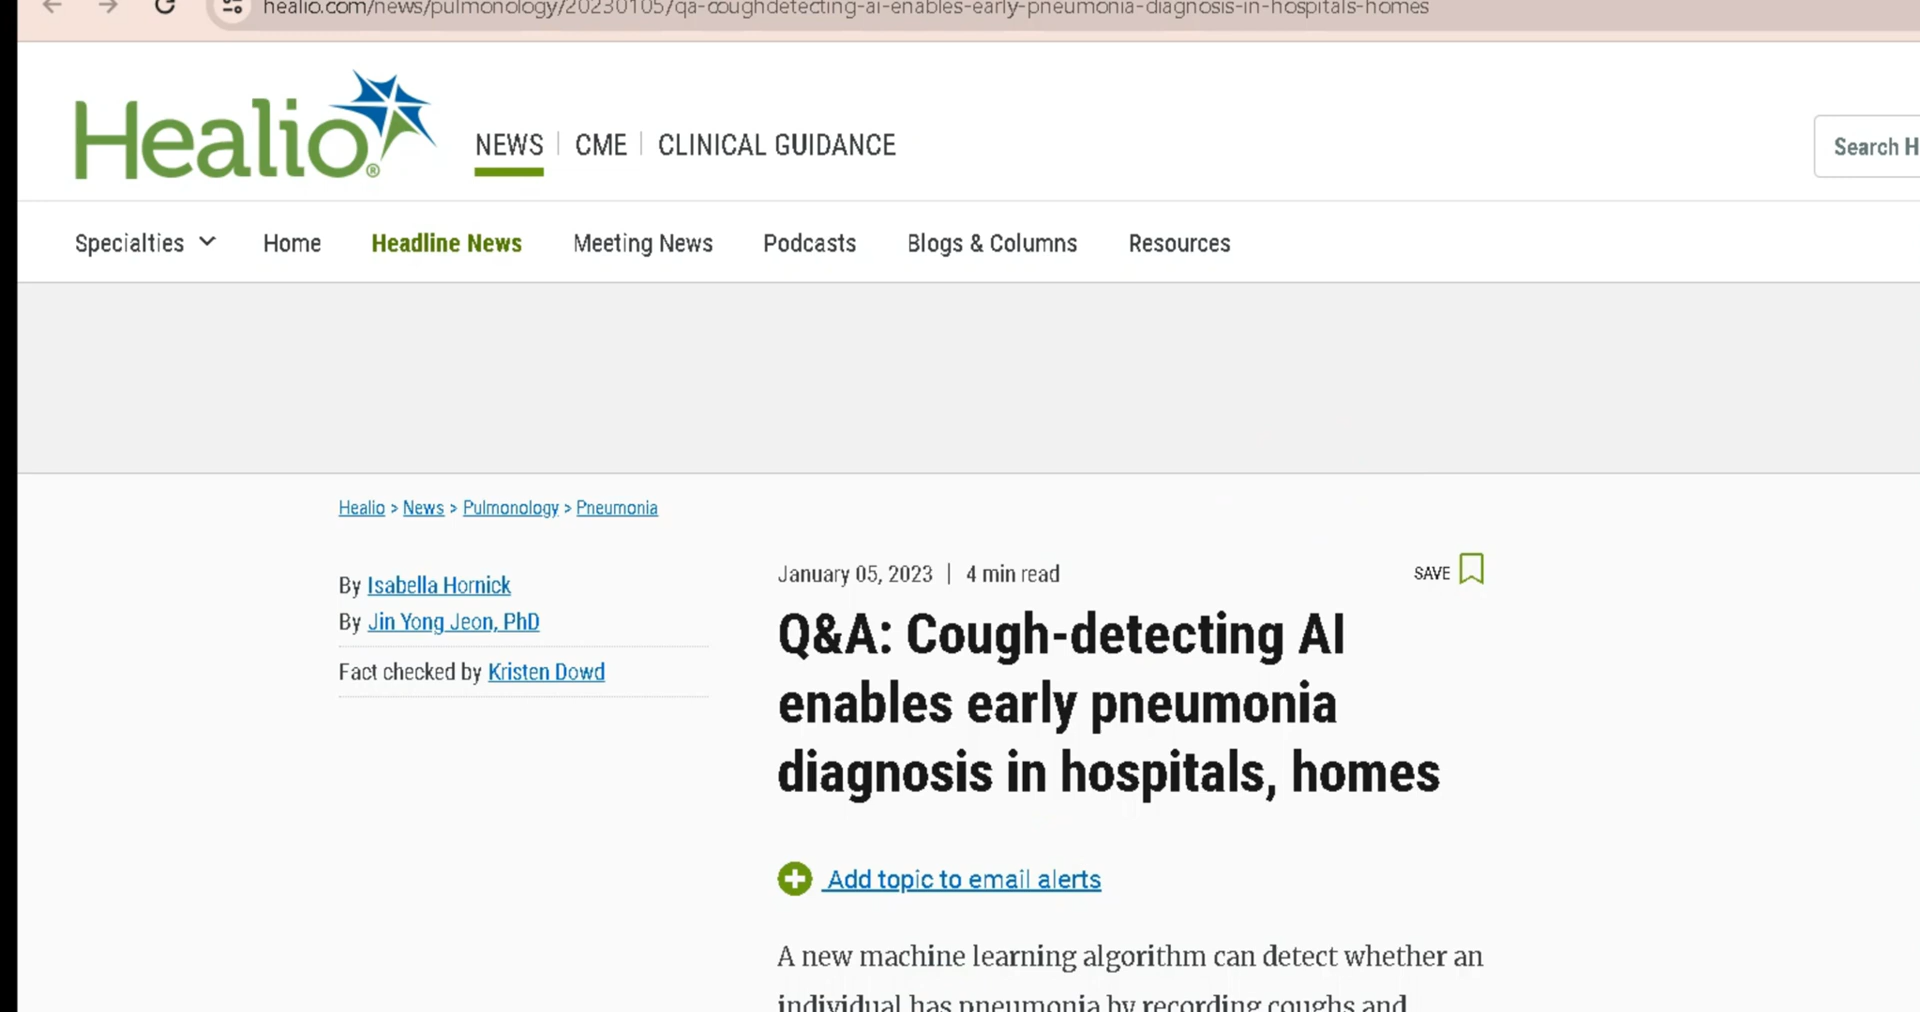 healio.com/news/pulmonology/20230105/qa-coughdetecting-ai-enables-early-pneumonia-diagnosis-in-hospitals-homes
Healio®
NEWS | CME | CLINICAL GUIDANCE
Search H
Specialties Home Headline News Meeting News Podcasts Blogs & Columns Resources
Healio > News > Pulmonology > Pneumonia
By Isabella Hornick
By Jin Yong Jeon, PhD
Fact checked by Kristen Dowd
January 05, 2023 | 4 min read
SAVE
Q&A: Cough-detecting AI
enables early pneumonia
diagnosis in hospitals, homes
Add topic to email alerts
A new machine learning algorithm can detect whether an
individual has pneumonia by recording coughs and